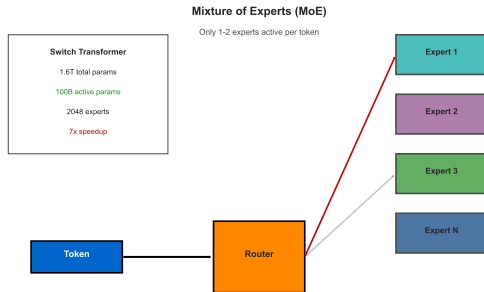 Mixture of Experts (MoE)
Only 1-2 experts active per token
Switch Transformer
1.6T total params
100B active params
2048 experts
7x speedup
Expert 1
Expert 2
Expert 3
Expert N
Token
Router